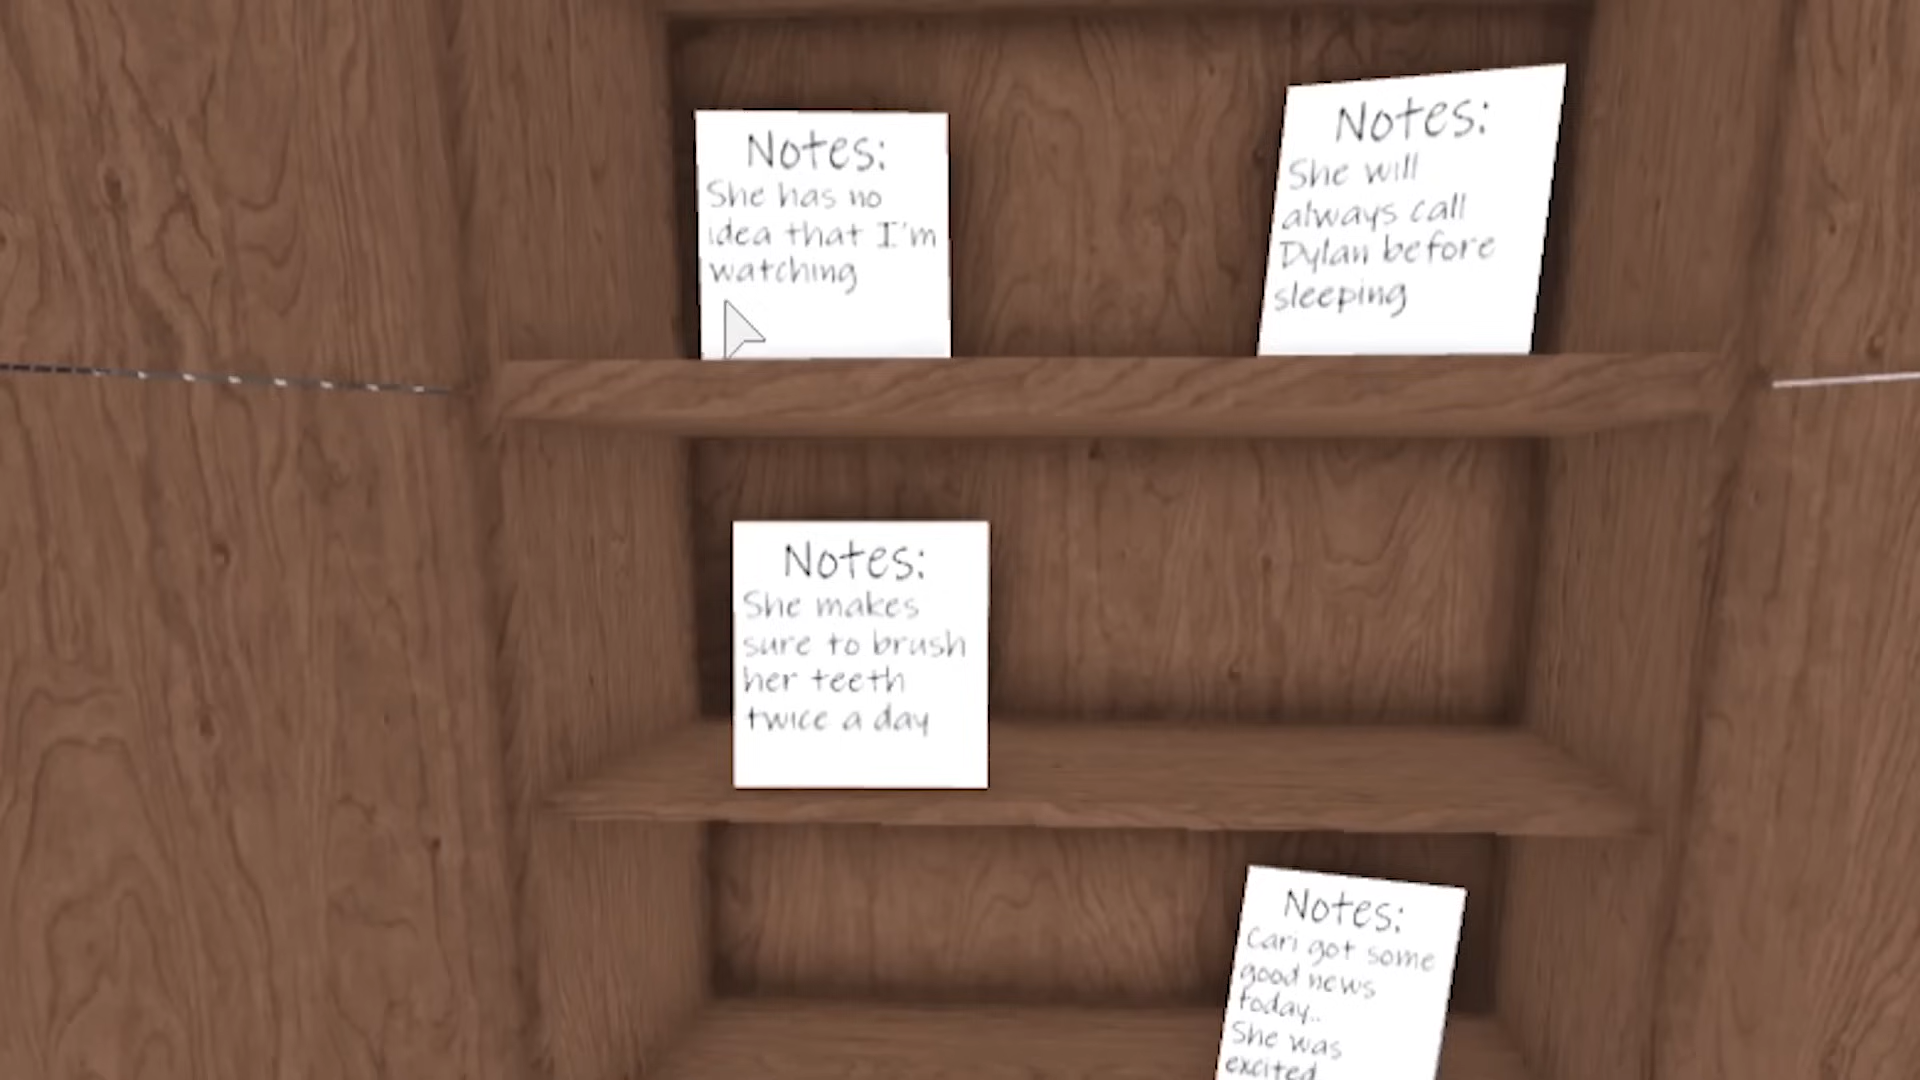 Notes:
She has no
idea that I'm
watching
Notes:
She will
always call
Dylan before
sleeping
Notes:
She makes
sure to brush
her teeth
twice a day
Notes:
Cari got some
good news
today..
She was
excited